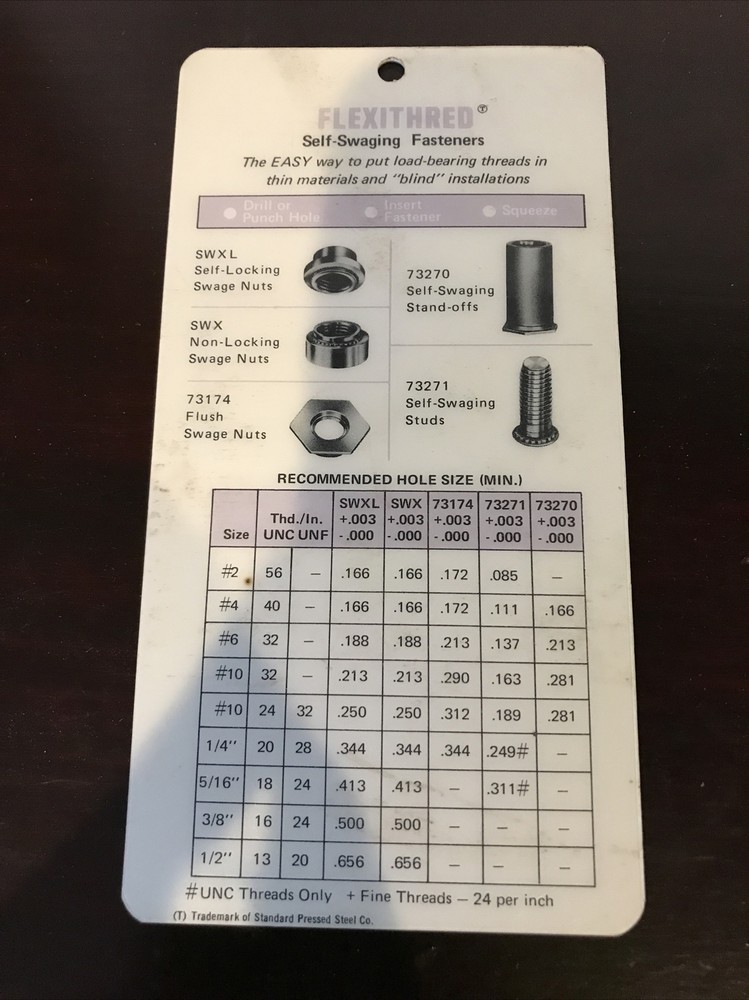 FLEXITHRED (T)
Self-Swaging Fasteners
The EASY way to put load-bearing threads in
thin materials and "blind" installations
Drill or
Punch Hole
Insert
Fastener
Squeeze
SWXL
Self-Locking
Swage Nuts
SWX
Non-Locking
Swage Nuts
73174
Flush
Swage Nuts
73270
Self-Swaging
Stand-offs
73271
Self-Swaging
Studs
RECOMMENDED HOLE SIZE (MIN.)
Size Thd./In. UNC UNF SWXL +.003 -.000 SWX +.003 -.000 73174 +.003 -.000 73271 +.003 -.000 73270 +.003 -.000
#2 56 – .166 .166 .172 .085 –
#4 40 – .166 .166 .172 .111 .166
#6 32 – .188 .188 .213 .137 .213
#10 32 – .213 .213 .290 .163 .281
#10 24 32 .250 .250 .312 .189 .281
1/4" 20 28 .344 .344 .344 .249# –
5/16" 18 24 .413 .413 – .311# –
3/8" 16 24 .500 .500 – – –
1/2" 13 20 .656 .656 – – –
#UNC Threads Only + Fine Threads – 24 per inch
(T) Trademark of Standard Pressed Steel Co.